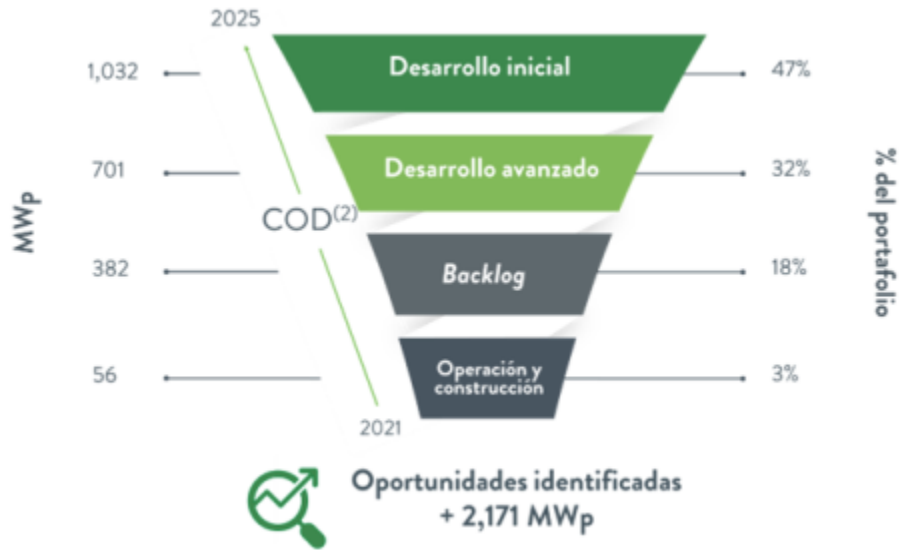 2025
1,032
Desarrollo inicial
47%
701
Desarrollo avanzado
32%
MWp
COD(2)
% del portafolio
382
Backlog
18%
56
Operación y
construcción
3%
2021
Oportunidades identificadas
+ 2,171 MWp